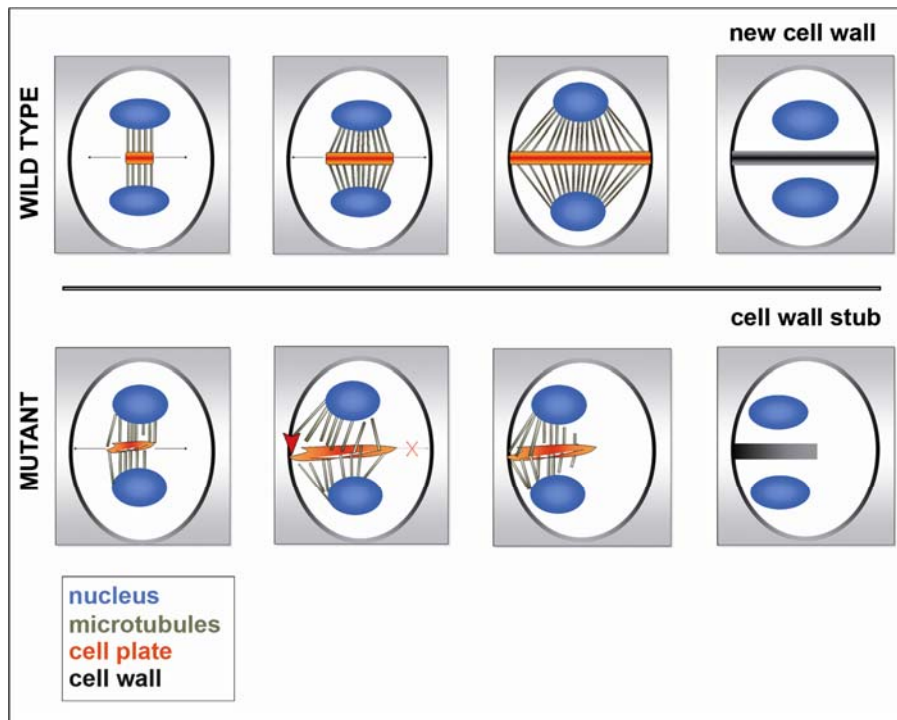 new cell wall
WILD TYPE
cell wall stub
MUTANT
X
nucleus
microtubules
cell plate
cell wall